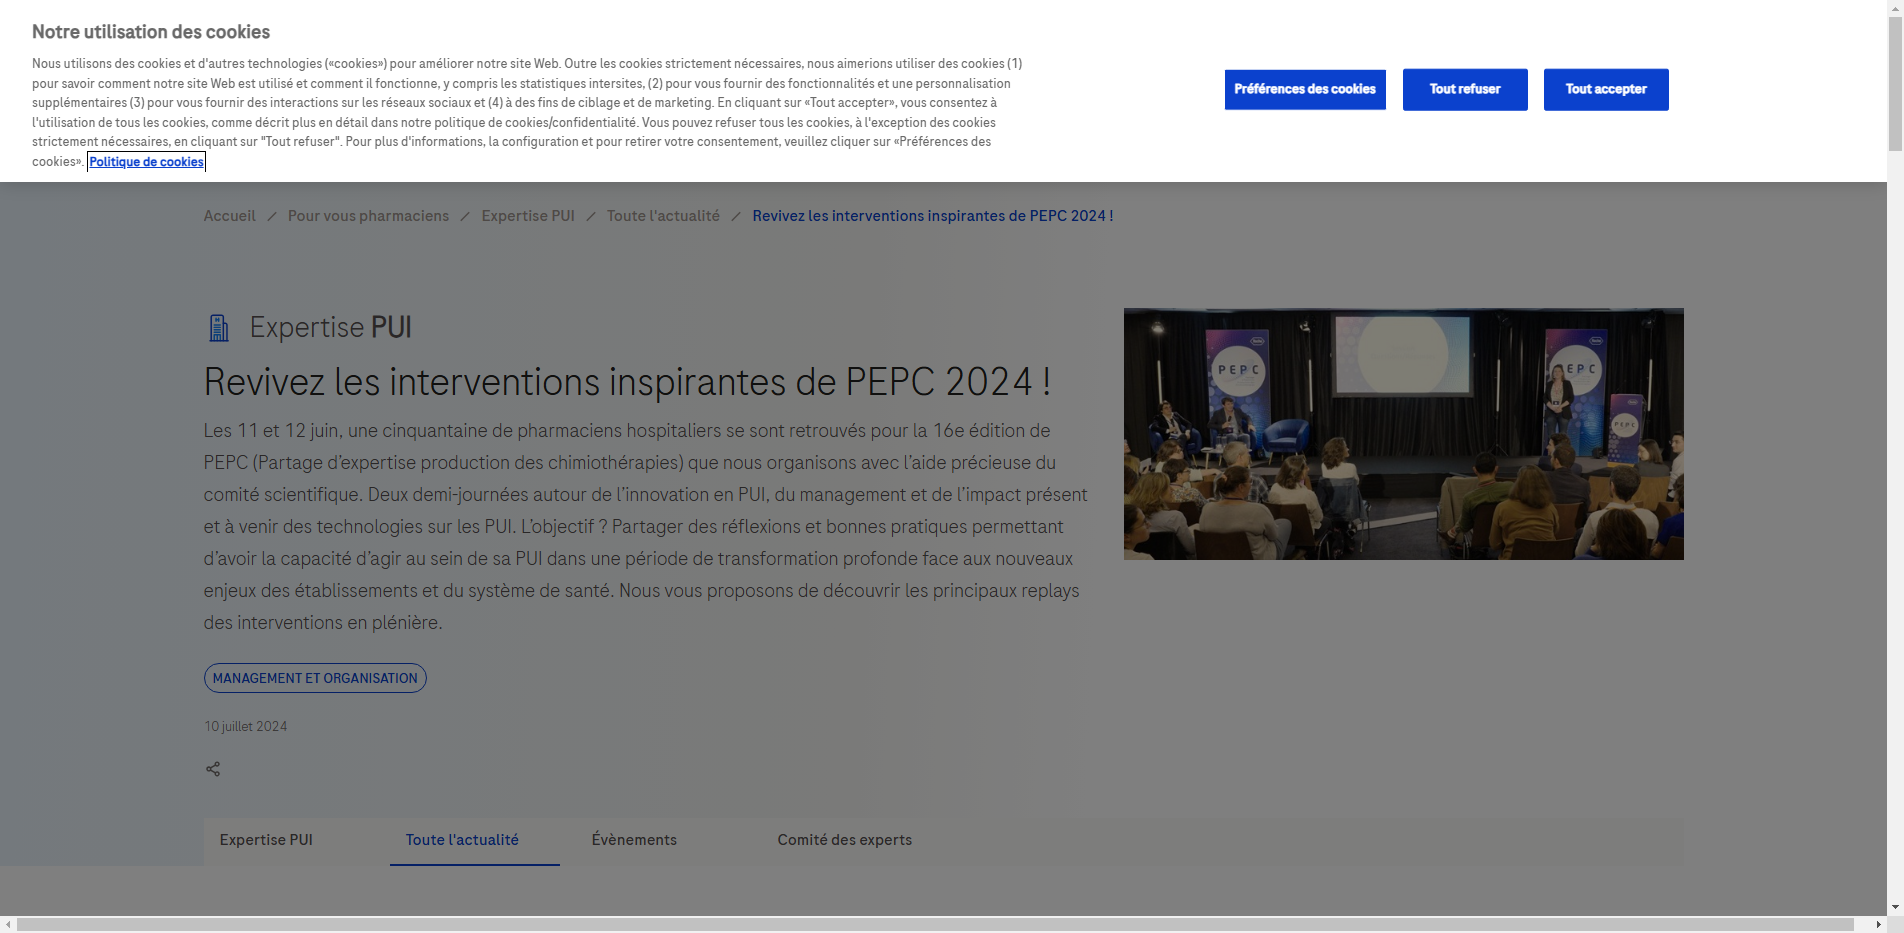 Notre utilisation des cookies
Nous utilisons des cookies et d'autres technologies («cookies») pour améliorer notre site Web. Outre les cookies strictement nécessaires, nous aimerions utiliser des cookies (1)
pour savoir comment notre site Web est utilisé et comment il fonctionne, y compris les statistiques intersites, (2) pour vous fournir des fonctionnalités et une personnalisation
supplémentaires (3) pour vous fournir des interactions sur les réseaux sociaux et (4) à des fins de ciblage et de marketing. En cliquant sur «Tout accepter», vous consentez à
l'utilisation de tous les cookies, comme décrit plus en détail dans notre politique de cookies/confidentialité. Vous pouvez refuser tous les cookies, à l'exception des cookies
strictement nécessaires, en cliquant sur "Tout refuser". Pour plus d'informations, la configuration et pour retirer votre consentement, veuillez cliquer sur «Préférences des
cookies». Politique de cookies
Préférences des cookies
Tout refuser
Tout accepter
Accueil / Pour vous pharmaciens / Expertise PUI / Toute l'actualité / Revivez les interventions inspirantes de PEPC 2024 !
Expertise PUI
Revivez les interventions inspirantes de PEPC 2024 !
Les 11 et 12 juin, une cinquantaine de pharmaciens hospitaliers se sont retrouvés pour la 16e édition de
PEPC (Partage d’expertise production des chimiothérapies) que nous organisons avec l’aide précieuse du
comité scientifique. Deux demi-journées autour de l’innovation en PUI, du management et de l’impact présent
et à venir des technologies sur les PUI. L’objectif ? Partager des réflexions et bonnes pratiques permettant
d’avoir la capacité d’agir au sein de sa PUI dans une période de transformation profonde face aux nouveaux
enjeux des établissements et du système de santé. Nous vous proposons de découvrir les principaux replays
des interventions en plénière.
PEPC
EPC
PEPC
MANAGEMENT ET ORGANISATION
10 juillet 2024
Expertise PUI
Toute l'actualité
Évènements
Comité des experts